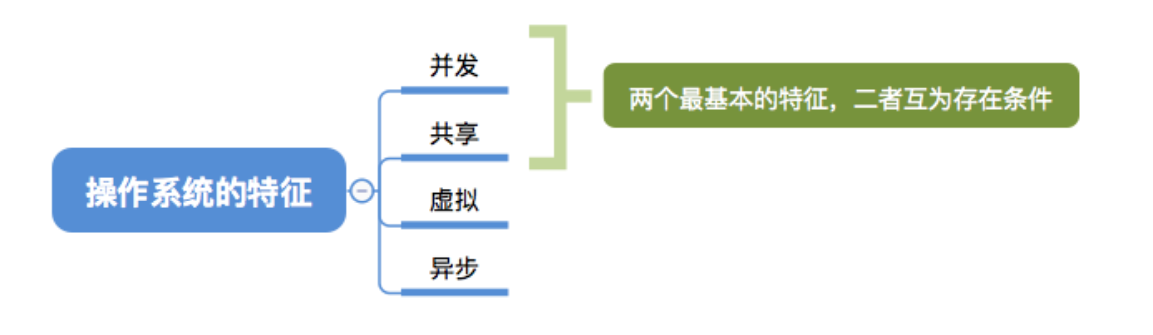 操作系统的特征
并发
共享
虚拟
异步
两个最基本的特征，二者互为存在条件